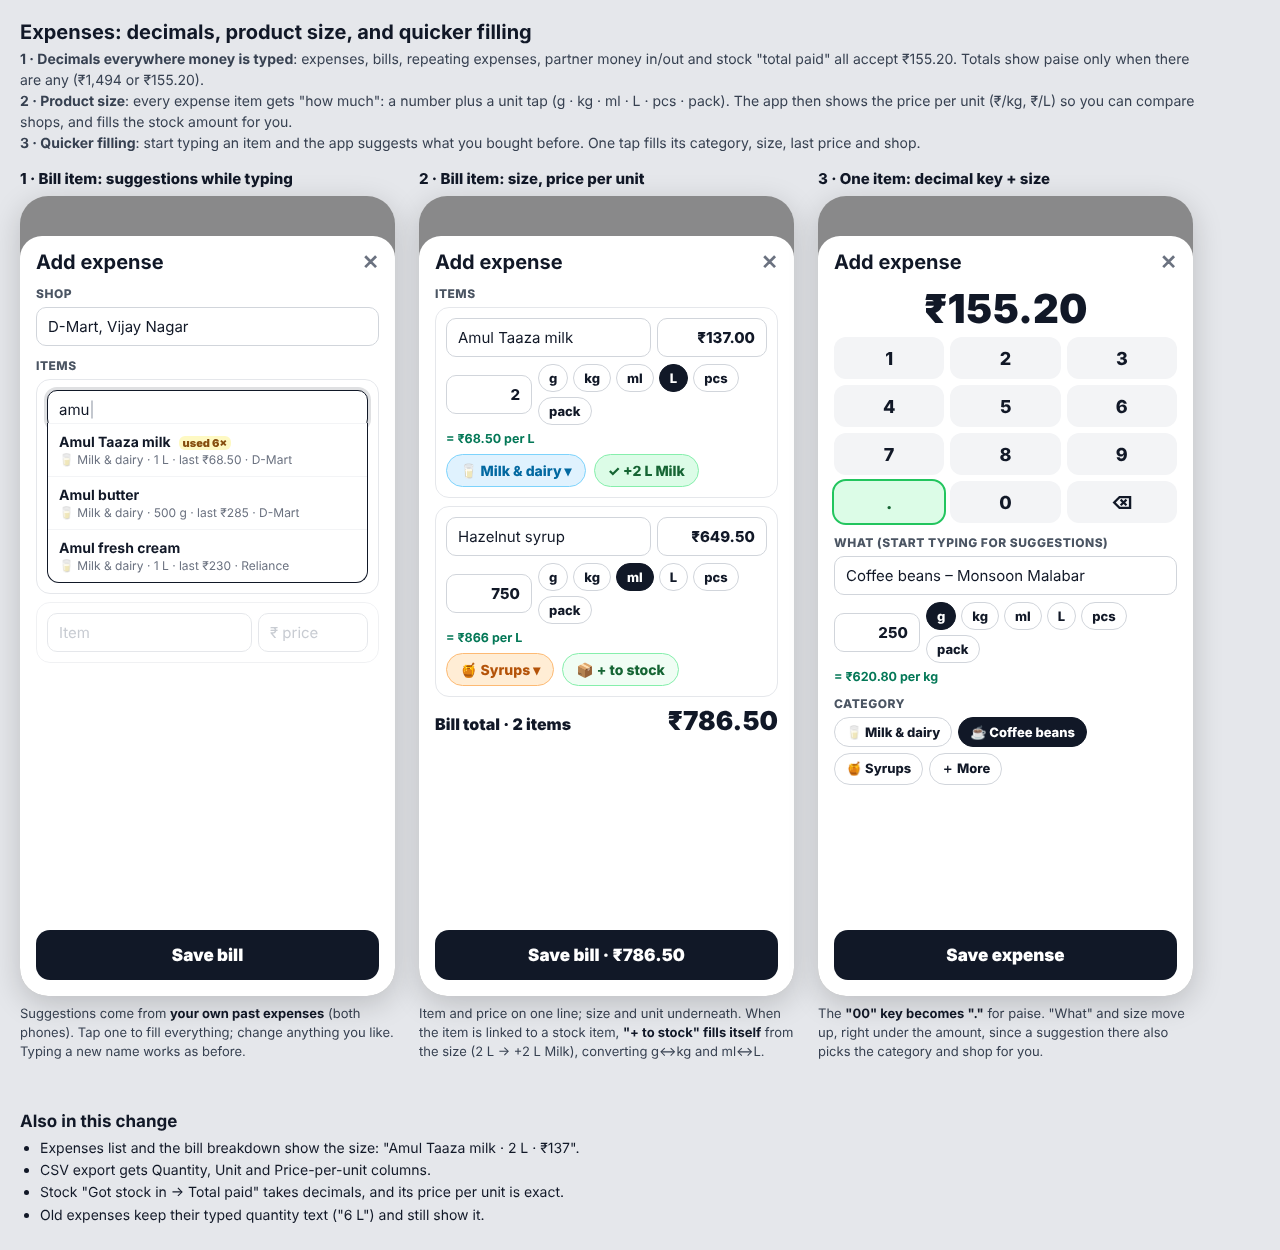 Expenses: decimals, product size, and quicker filling
1 · Decimals everywhere money is typed: expenses, bills, repeating expenses, partner money in/out and stock "total paid" all accept ₹155.20. Totals show paise only when there
are any (₹1,494 or ₹155.20).
2 · Product size: every expense item gets "how much": a number plus a unit tap (g · kg · ml · L · pcs · pack). The app then shows the price per unit (₹/kg, ₹/L) so you can compare
shops, and fills the stock amount for you.
3 · Quicker filling: start typing an item and the app suggests what you bought before. One tap fills its category, size, last price and shop.
1 · Bill item: suggestions while typing
Add expense ✕
SHOP
D-Mart, Vijay Nagar
ITEMS
amu
Amul Taaza milk used 6×
🥛 Milk & dairy · 1 L · last ₹68.50 · D-Mart
Amul butter
🥛 Milk & dairy · 500 g · last ₹285 · D-Mart
Amul fresh cream
🥛 Milk & dairy · 1 L · last ₹230 · Reliance
Item ₹ price
Save bill
Suggestions come from your own past expenses (both
phones). Tap one to fill everything; change anything you like.
Typing a new name works as before.
2 · Bill item: size, price per unit
Add expense ✕
ITEMS
Amul Taaza milk ₹137.00
2 g kg ml L pcs
pack
= ₹68.50 per L
🥛 Milk & dairy ▾ ✓ +2 L Milk
Hazelnut syrup ₹649.50
750 g kg ml L pcs
pack
= ₹866 per L
🍯 Syrups ▾ 📦 + to stock
Bill total · 2 items ₹786.50
Save bill · ₹786.50
Item and price on one line; size and unit underneath. When
the item is linked to a stock item, "+ to stock" fills itself from
the size (2 L → +2 L Milk), converting g↔kg and ml↔L.
3 · One item: decimal key + size
Add expense ✕
₹155.20
1 2 3
4 5 6
7 8 9
. 0 ⌫
WHAT (START TYPING FOR SUGGESTIONS)
Coffee beans – Monsoon Malabar
250 g kg ml L pcs
pack
= ₹620.80 per kg
CATEGORY
🥛 Milk & dairy ☕ Coffee beans
🍯 Syrups + More
Save expense
The "00" key becomes "." for paise. "What" and size move
up, right under the amount, since a suggestion there also
picks the category and shop for you.
Also in this change
• Expenses list and the bill breakdown show the size: "Amul Taaza milk · 2 L · ₹137".
• CSV export gets Quantity, Unit and Price-per-unit columns.
• Stock "Got stock in → Total paid" takes decimals, and its price per unit is exact.
• Old expenses keep their typed quantity text ("6 L") and still show it.